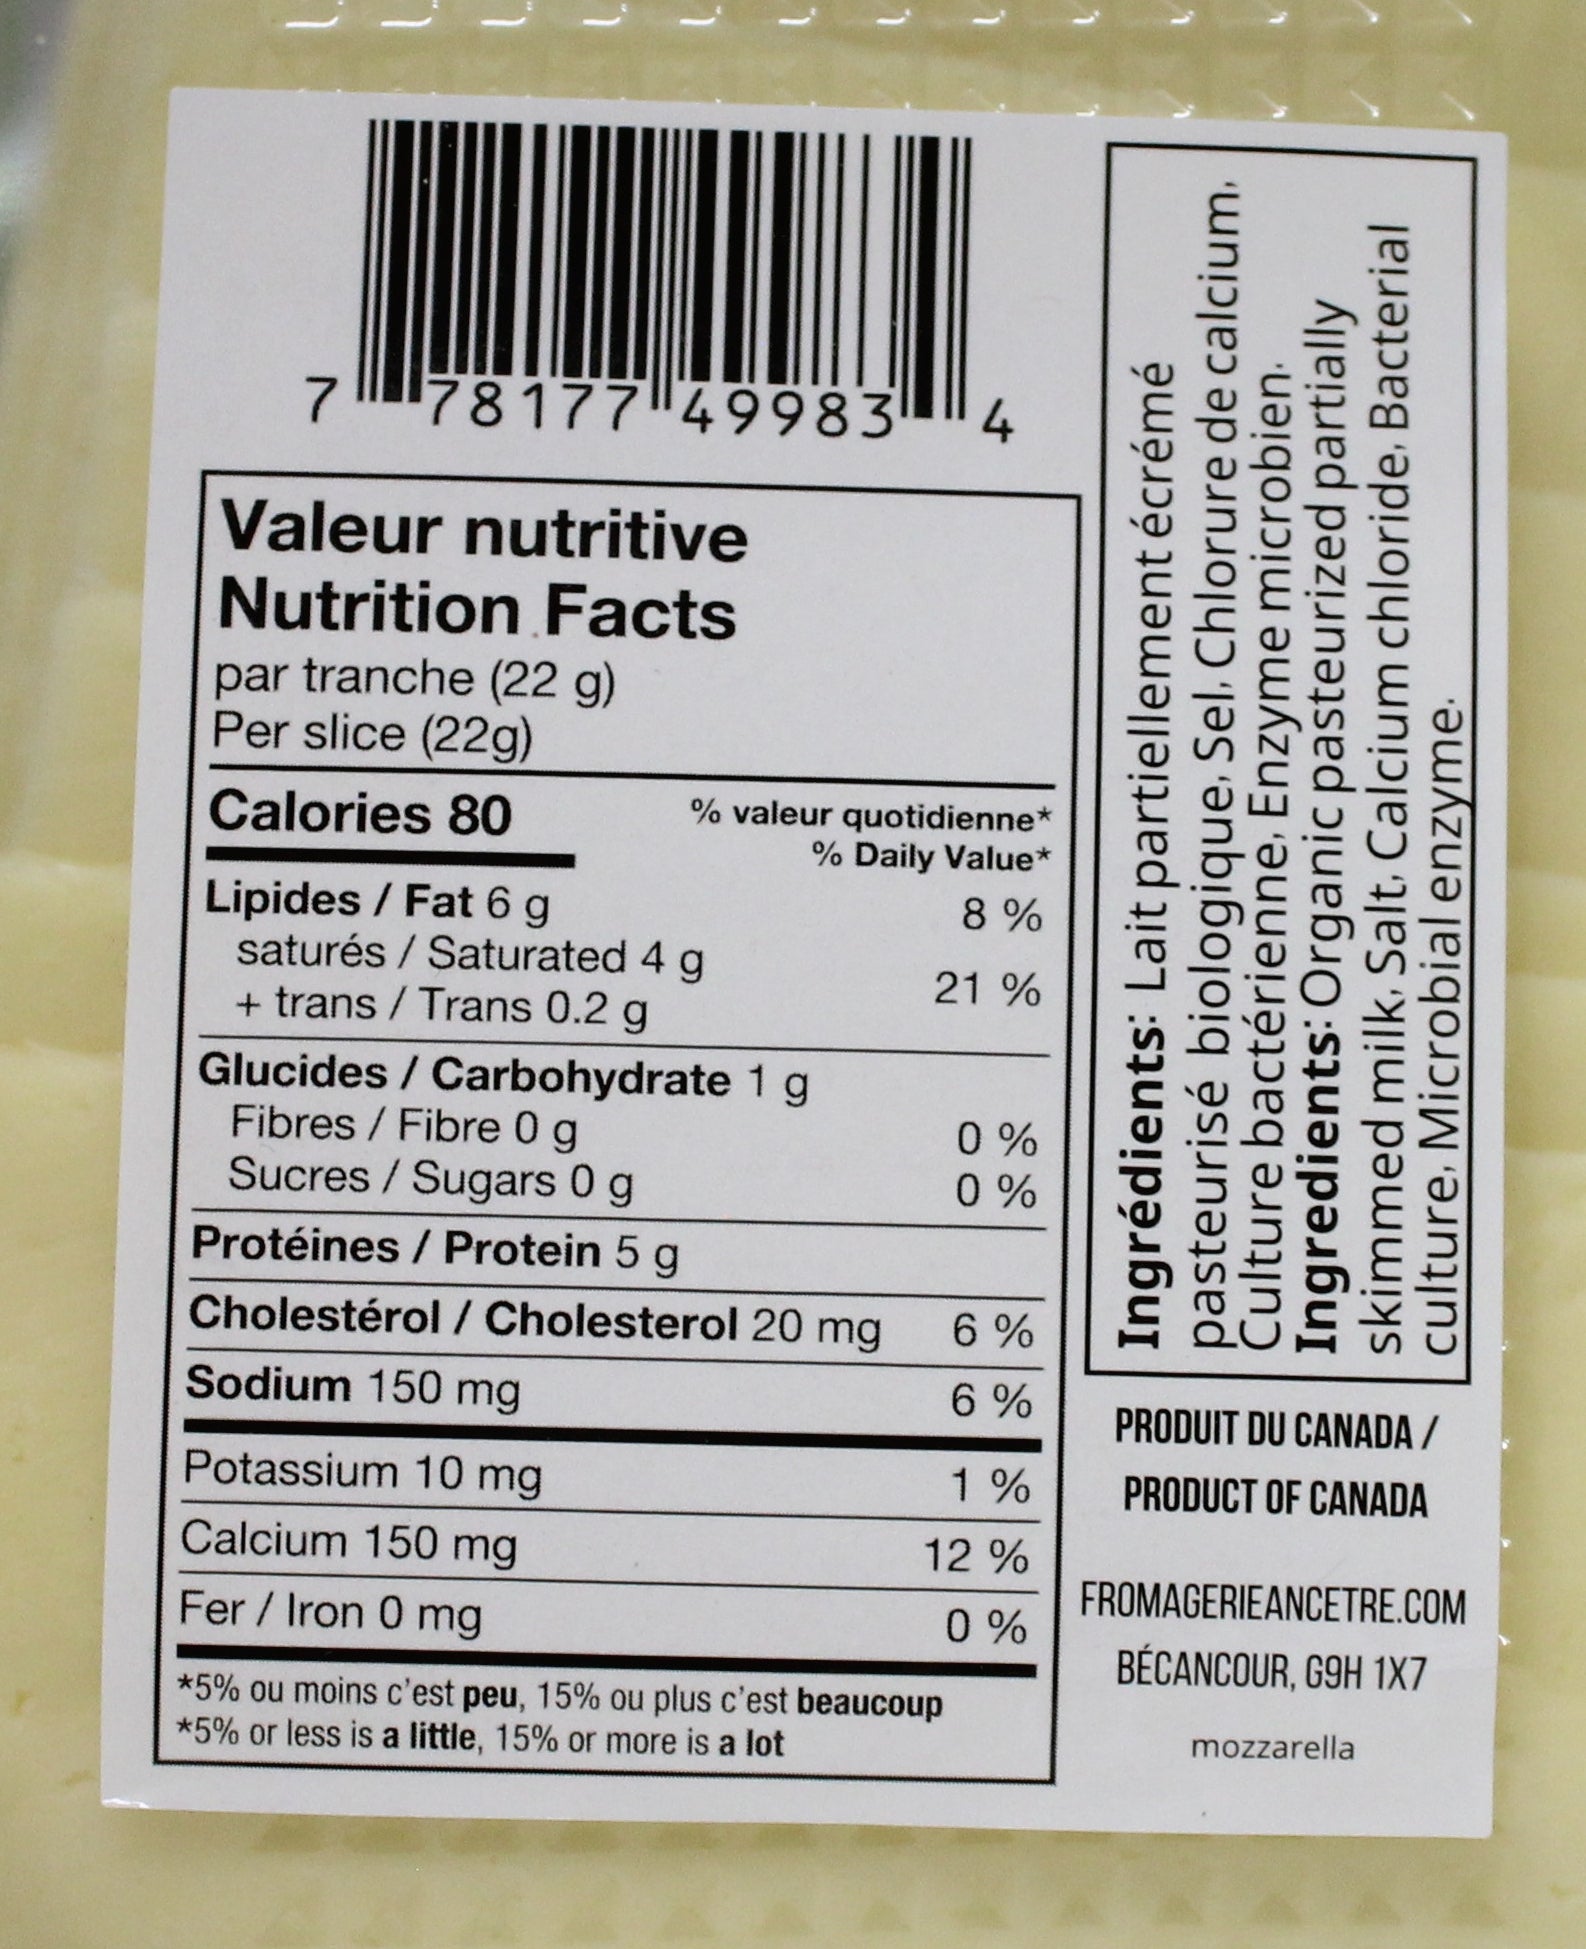 7 78177 49983 4
Valeur nutritive
Nutrition Facts
par tranche (22 g)
Per slice (22g)
Calories 80
% valeur quotidienne*
% Daily Value*
Lipides / Fat 6 g 8 %
saturés / Saturated 4 g
+ trans / Trans 0.2 g 21 %
Glucides / Carbohydrate 1 g
Fibres / Fibre 0 g 0 %
Sucres / Sugars 0 g 0 %
Protéines / Protein 5 g
Cholestérol / Cholesterol 20 mg 6 %
Sodium 150 mg 6 %
Potassium 10 mg 1 %
Calcium 150 mg 12 %
Fer / Iron 0 mg 0 %
*5% ou moins c'est peu, 15% ou plus c'est beaucoup
*5% or less is a little, 15% or more is a lot
Ingrédients: Lait partiellement écrémé
pasteurisé biologique, Sel, Chlorure de calcium,
Culture bactérienne, Enzyme microbien.
Ingredients: Organic pasteurized partially
skimmed milk, Salt, Calcium chloride, Bacterial
culture, Microbial enzyme.
PRODUIT DU CANADA /
PRODUCT OF CANADA
FROMAGERIEANCETRE.COM
BÉCANCOUR, G9H 1X7
mozzarella